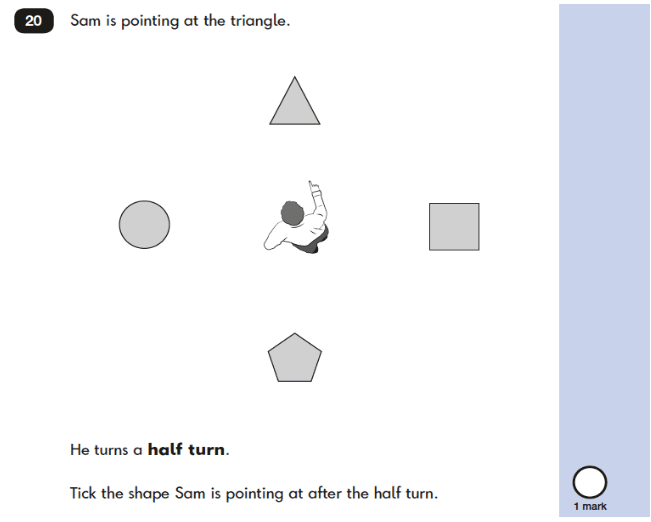 20 Sam is pointing at the triangle.
He turns a half turn.
Tick the shape Sam is pointing at after the half turn.
1 mark